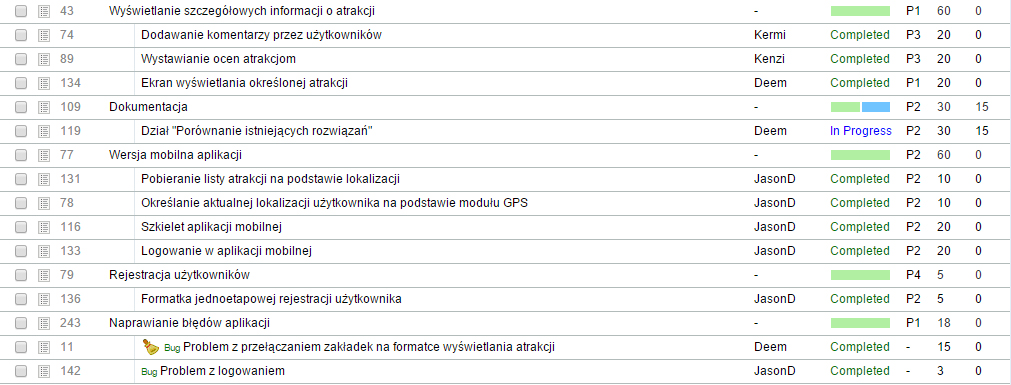 43 Wyświetlanie szczegółowych informacji o atrakcji - P1 60 0
74 Dodawanie komentarzy przez użytkowników Kermi Completed P3 20 0
89 Wystawianie ocen atrakcjom Kenzi Completed P3 20 0
134 Ekran wyświetlania określonej atrakcji Deem Completed P1 20 0
109 Dokumentacja - P2 30 15
119 Dział "Porównanie istniejących rozwiązań" Deem In Progress P2 30 15
77 Wersja mobilna aplikacji - P2 60 0
131 Pobieranie listy atrakcji na podstawie lokalizacji JasonD Completed P2 10 0
78 Określanie aktualnej lokalizacji użytkownika na podstawie modułu GPS JasonD Completed P2 10 0
116 Szkielet aplikacji mobilnej JasonD Completed P2 20 0
133 Logowanie w aplikacji mobilnej JasonD Completed P2 20 0
79 Rejestracja użytkowników - P4 5 0
136 Formatka jednoetapowej rejestracji użytkownika JasonD Completed P2 5 0
243 Naprawianie błędów aplikacji - P1 18 0
11 Bug Problem z przełączaniem zakładek na formatce wyświetlania atrakcji Deem Completed - 15 0
142 Bug Problem z logowaniem JasonD Completed - 3 0